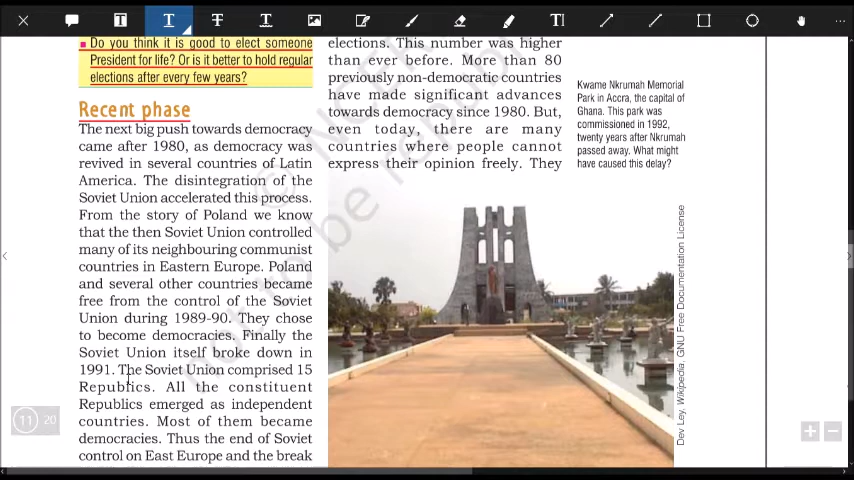 Do you think it is good to elect someone
President for life? Or is it better to hold regular
elections after every few years?
Recent phase
The next big push towards democracy
came after 1980, as democracy was
revived in several countries of Latin
America. The disintegration of the
Soviet Union accelerated this process.
From the story of Poland we know
that the then Soviet Union controlled
many of its neighbouring communist
countries in Eastern Europe. Poland
and several other countries became
free from the control of the Soviet
Union during 1989-90. They chose
to become democracies. Finally the
Soviet Union itself broke down in
1991. The Soviet Union comprised 15
Republics. All the constituent
Republics emerged as independent
countries. Most of them became
democracies. Thus the end of Soviet
control on East Europe and the break
elections. This number was higher
than ever before. More than 80
previously non-democratic countries
have made significant advances
towards democracy since 1980. But,
even today, there are many
countries where people cannot
express their opinion freely. They
Kwame Nkrumah Memorial
Park in Accra, the capital of
Ghana. This park was
commissioned in 1992,
twenty years after Nkrumah
passed away. What might
have caused this delay?
Dev Ley, Wikipedia, GNU Free Documentation License
© NCERT
not to be republ
11 20
T T T T TI